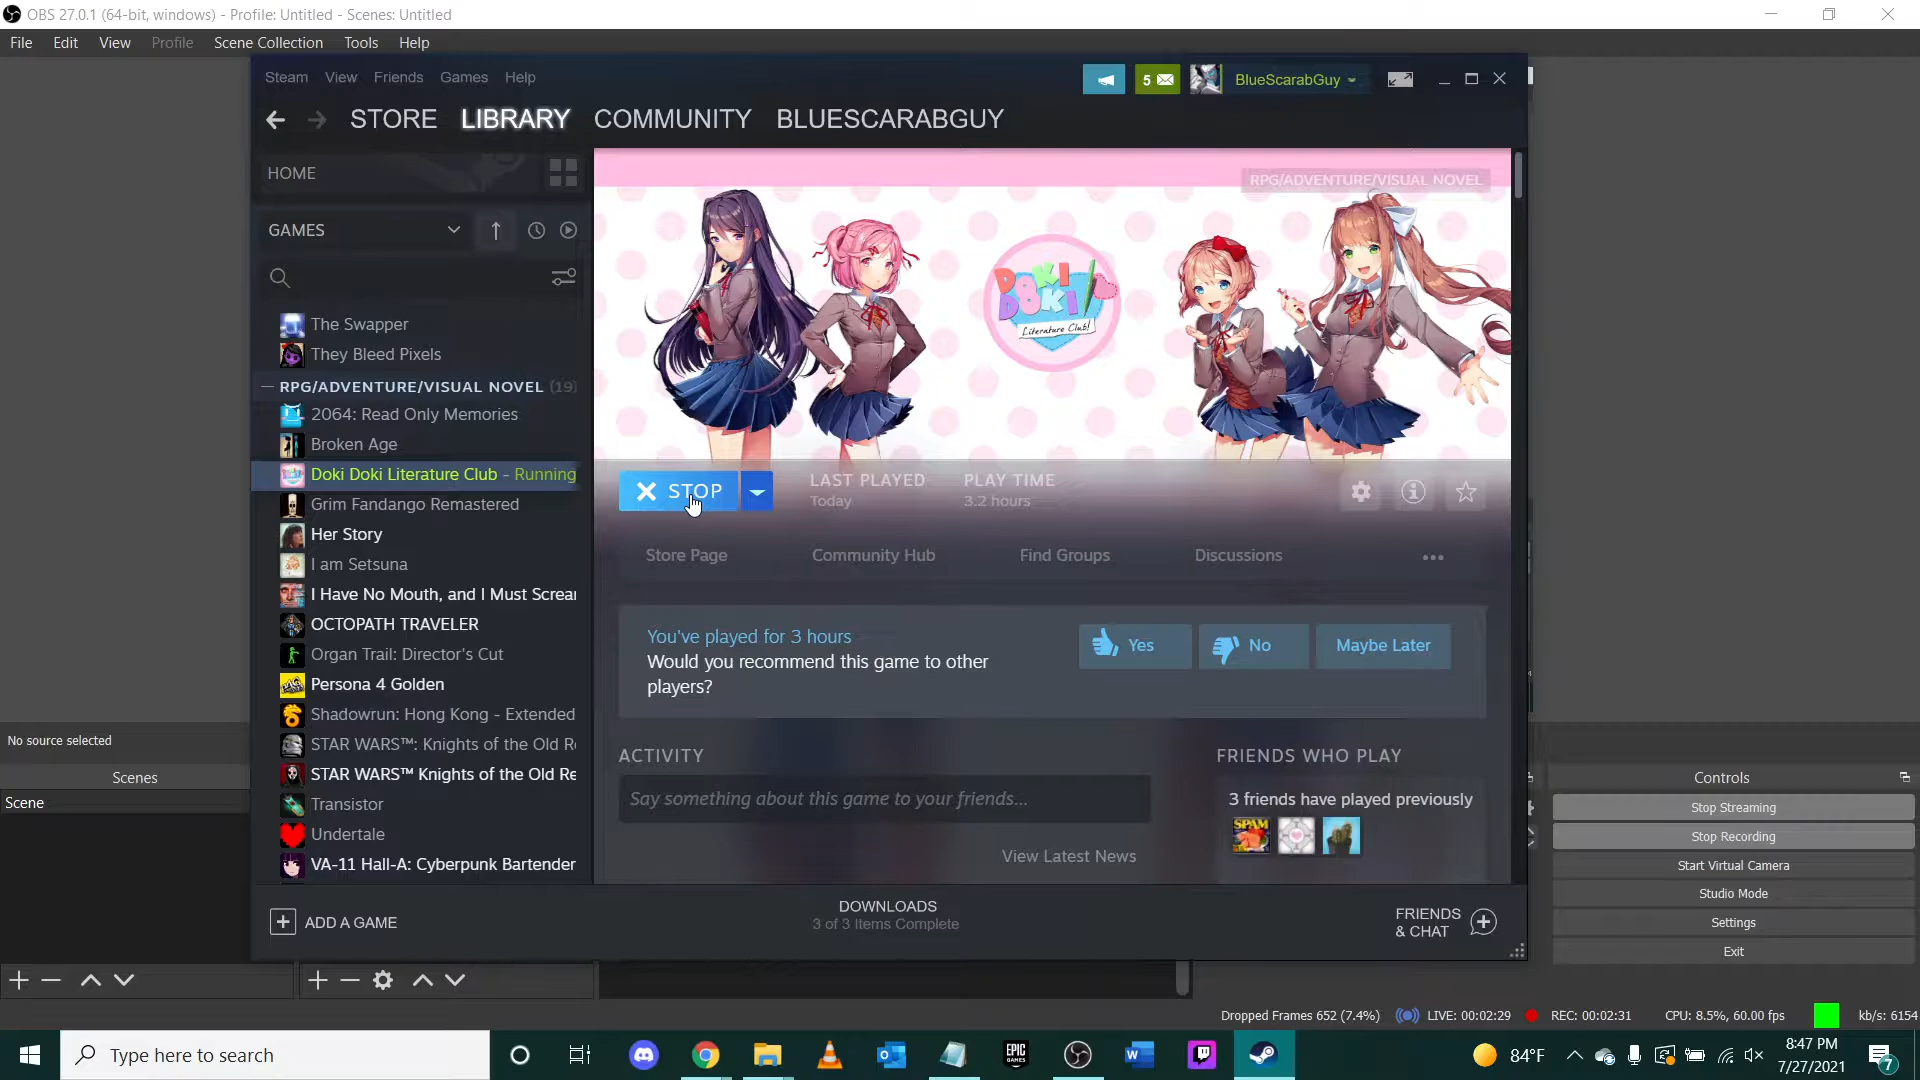 OBS 27.0.1 (64-bit, windows) - Profile: Untitled - Scenes: Untitled
File Edit View Profile Scene Collection Tools Help
Steam View Friends Games Help
5
BlueScarabGuy
STORE LIBRARY COMMUNITY BLUESCARABGUY
HOME
GAMES
The Swapper
They Bleed Pixels
RPG/ADVENTURE/VISUAL NOVEL (19)
2064: Read Only Memories
Broken Age
Doki Doki Literature Club - Running
Grim Fandango Remastered
Her Story
I am Setsuna
I Have No Mouth, and I Must Screa
OCTOPATH TRAVELER
Organ Trail: Director's Cut
Persona 4 Golden
Shadowrun: Hong Kong - Extended
STAR WARS™: Knights of the Old R
STAR WARS™ Knights of the Old Re
Transistor
Undertale
VA-11 Hall-A: Cyberpunk Bartender
RPG/ADVENTURE/VISUAL NOVEL
DOKI
DOKI
Literature Club!
STOP
LAST PLAYED
Today
PLAY TIME
3.2 hours
Store Page Community Hub Find Groups Discussions
You've played for 3 hours
Would you recommend this game to other
players?
Yes No Maybe Later
ACTIVITY
Say something about this game to your friends...
View Latest News
FRIENDS WHO PLAY
3 friends have played previously
SPAM
ADD A GAME
DOWNLOADS
3 of 3 Items Complete
FRIENDS
& CHAT
No source selected
Scenes
Scene
Controls
Stop Streaming
Stop Recording
Start Virtual Camera
Studio Mode
Settings
Exit
Dropped Frames 652 (7.4%) LIVE: 00:02:29 REC: 00:02:31 CPU: 8.5%, 60.00 fps kb/s: 6154
Type here to search
EPIC
GAMES
84°F
8:47 PM
7/27/2021
7